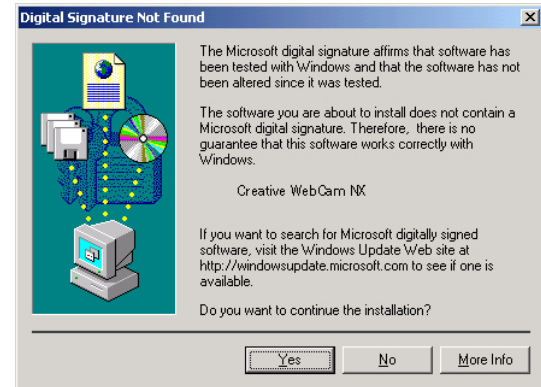 Digital Signature Not Found
The Microsoft digital signature affirms that software has
been tested with Windows and that the software has not
been altered since it was tested.
The software you are about to install does not contain a
Microsoft digital signature. Therefore, there is no
guarantee that this software works correctly with
Windows.
Creative WebCam NX
If you want to search for Microsoft digitally signed
software, visit the Windows Update Web site at
http://windowsupdate.microsoft.com to see if one is
available.
Do you want to continue the installation?
Yes No More Info